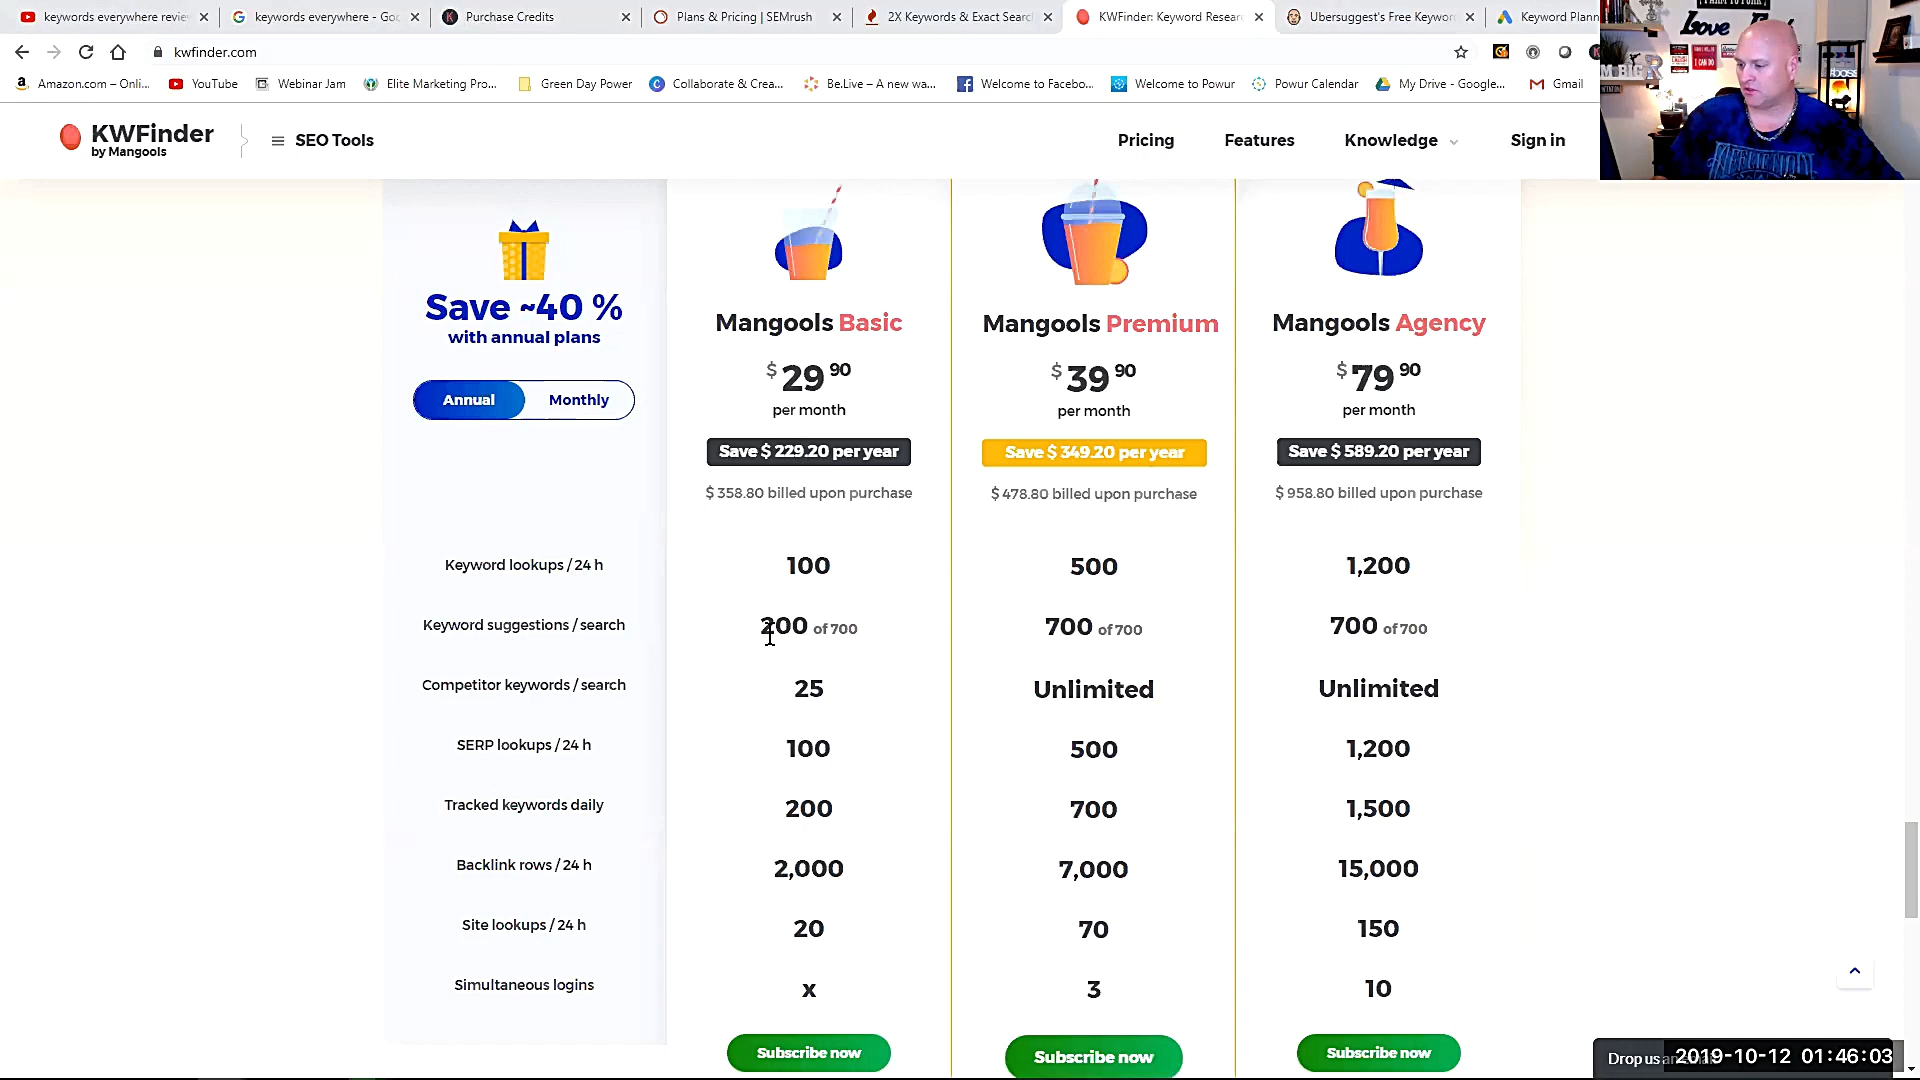 keywords everywhere revie
keywords everywhere - Goo
Purchase Credits
Plans & Pricing | SEMrush
2X Keywords & Exact Searc
KWFinder: Keyword Resear
Ubersuggest's Free Keywor
Keyword Plann
kwfinder.com
Amazon.com – Onli...
YouTube
Webinar Jam
Elite Marketing Pro...
Green Day Power
Collaborate & Crea...
Be.Live – A new wa...
Welcome to Facebo...
Welcome to Powur
Powur Calendar
My Drive - Google...
Gmail
KWFinder
by Mangools
SEO Tools
Pricing
Features
Knowledge
Sign in
Save ~40 %
with annual plans
Annual
Monthly
Mangools Basic
$ 29 90
per month
Save $ 229.20 per year
$ 358.80 billed upon purchase
Mangools Premium
$ 39 90
per month
Save $ 349.20 per year
$ 478.80 billed upon purchase
Mangools Agency
$ 79 90
per month
Save $ 589.20 per year
$ 958.80 billed upon purchase
Keyword lookups / 24 h
100
500
1,200
Keyword suggestions / search
200 of 700
700 of 700
700 of 700
Competitor keywords / search
25
Unlimited
Unlimited
SERP lookups / 24 h
100
500
1,200
Tracked keywords daily
200
700
1,500
Backlink rows / 24 h
2,000
7,000
15,000
Site lookups / 24 h
20
70
150
Simultaneous logins
x
3
10
Subscribe now
Subscribe now
Subscribe now
Drop us
2019-10-12 01:46:03
Love